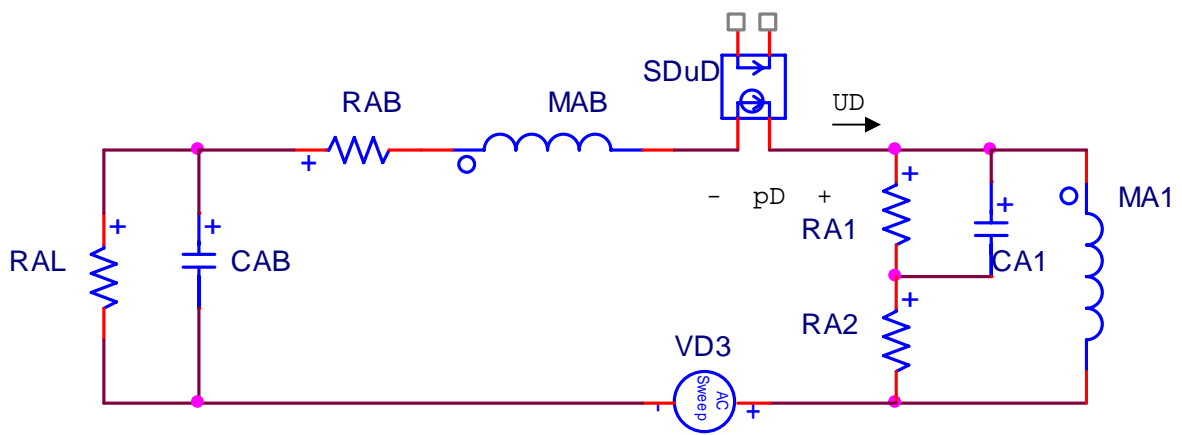 SDuD
RAB
MAB
UD
- pD +
MA1
RA1
CA1
RAL
CAB
RA2
VD3
AC
Sweep